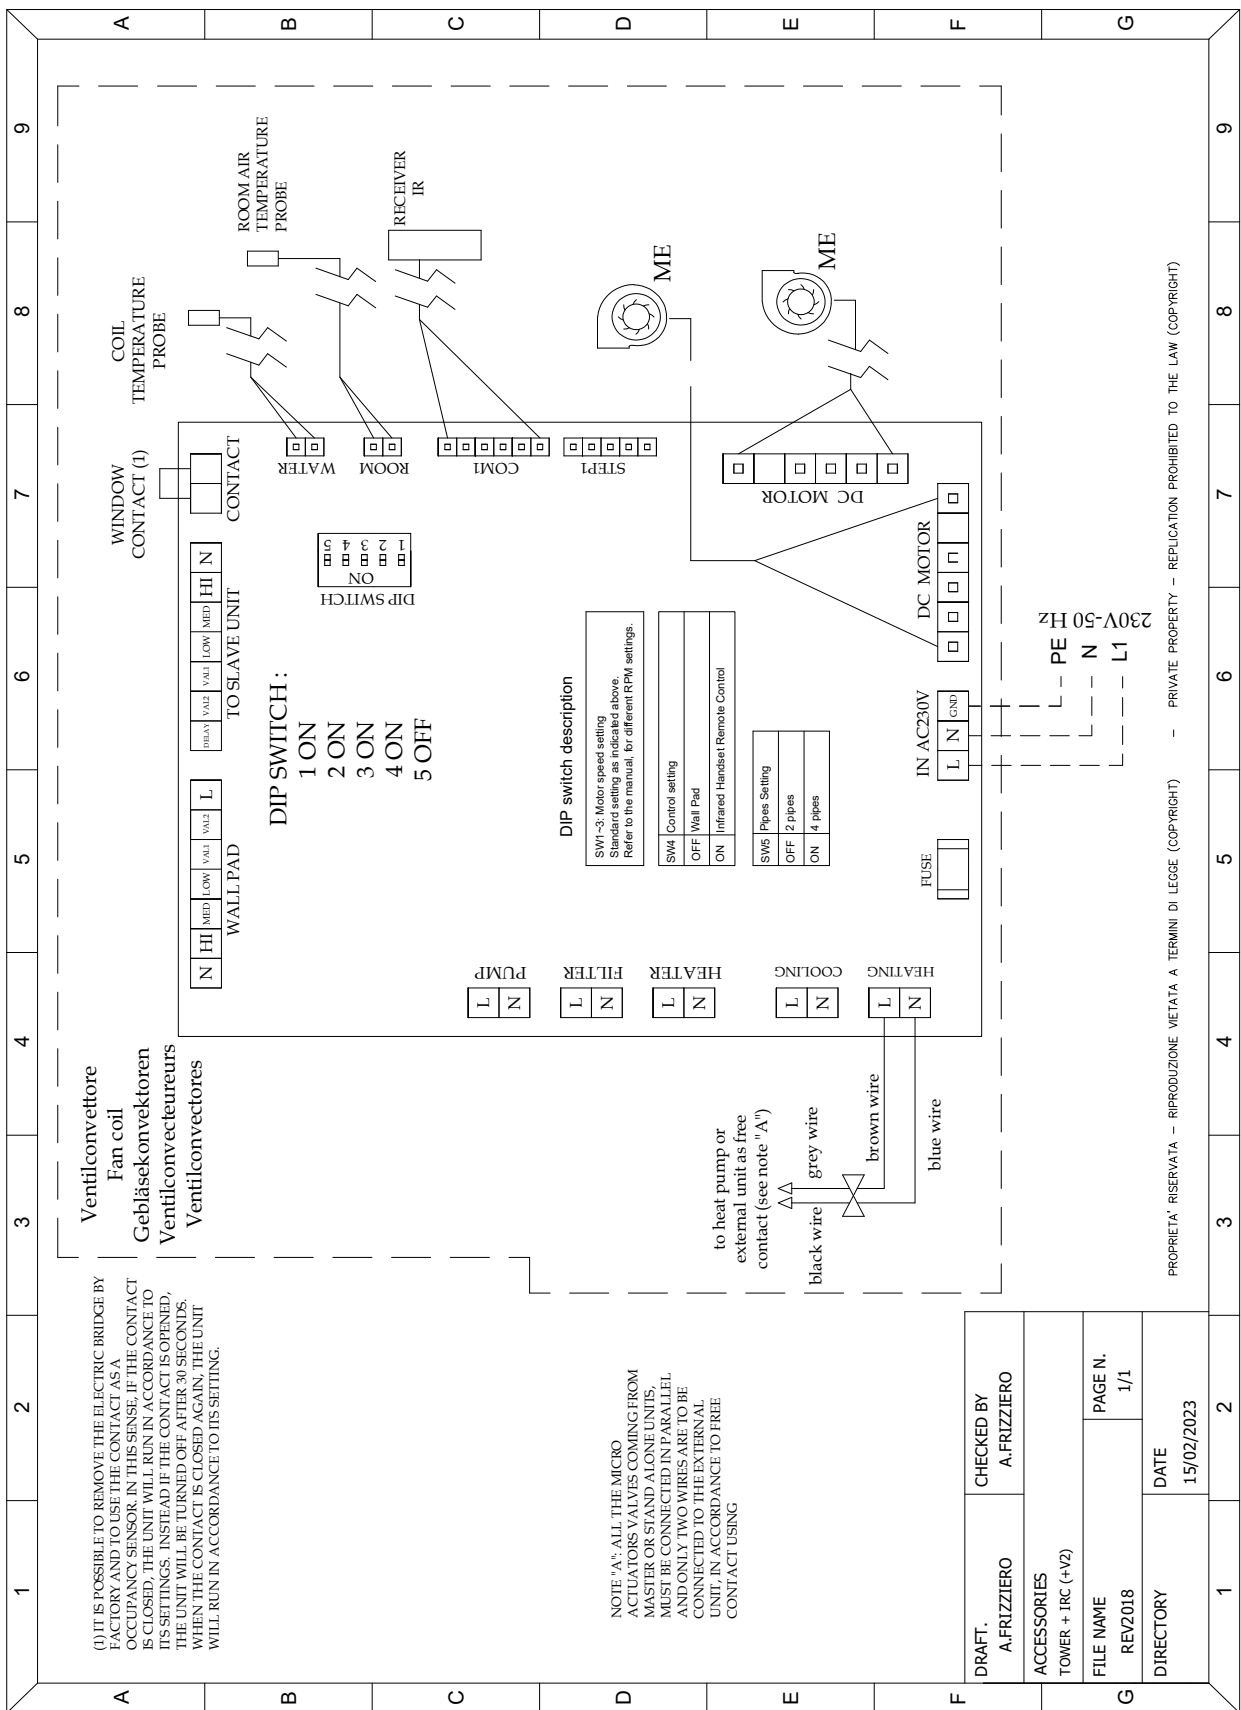 A
B
C
D
E
F
G
9
8
7
6
5
4
3
2
1
ROOM AIR
TEMPERATURE
PROBE
COIL
TEMPERATURE
PROBE
RECEIVER
IR
ME
ME
WINDOW
CONTACT (1)
CONTACT
WATER
ROOM
COM1
STEP1
DC MOTOR
DC MOTOR
DELAY VAL2 VAL1 LOW MED HI N
TO SLAVE UNIT
N HI MED LOW VAL1 VAL2 L
WALL PAD
DIP SWITCH
ON
1 2 3 4 5
DIP SWITCH :
1 ON
2 ON
3 ON
4 ON
5 OFF
DIP switch description
SW1~3: Motor speed setting
Standard setting as indicated above.
Refer to the manual, for different RPM settings.
SW4 Control setting
OFF Wall Pad
ON Infrared Handset Remote Control
SW5 Pipes Setting
OFF 2 pipes
ON 4 pipes
IN AC230V
L N GND
FUSE
230V-50 Hz
PE
N
L1
PUMP
L N
FILTER
L N
HEATER
L N
COOLING
L N
HEATING
L N
Ventilconvettore
Fan coil
Gebläsekonvektoren
Ventilconvecteureurs
Ventilconvectores
to heat pump or
external unit as free
contact (see note "A")
black wire
grey wire
brown wire
blue wire
(1) IT IS POSSIBLE TO REMOVE THE ELECTRIC BRIDGE BY
FACTORY AND TO USE THE CONTACT AS A
OCCUPANCY SENSOR. IN THIS SENSE, IF THE CONTACT
IS CLOSED, THE UNIT WILL RUN IN ACCORDANCE TO
ITS SETTINGS. INSTEAD IF THE CONTACT IS OPENED,
THE UNIT WILL BE TURNED OFF AFTER 30 SECONDS.
WHEN THE CONTACT IS CLOSED AGAIN, THE UNIT
WILL RUN IN ACCORDANCE TO ITS SETTING.
NOTE "A": ALL THE MICRO
ACTUATORS VALVES COMING FROM
MASTER OR STAND ALONE UNITS,
MUST BE CONNECTED IN PARALLEL
AND ONLY TWO WIRES ARE TO BE
CONNECTED TO THE EXTERNAL
UNIT, IN ACCORDANCE TO FREE
CONTACT USING
DRAFT.
A.FRIZZIERO
CHECKED BY
A.FRIZZIERO
ACCESSORIES
TOWER + IRC (+V2)
FILE NAME
REV2018
PAGE N.
1/1
DIRECTORY
DATE
15/02/2023
PROPRIETA' RISERVATA – RIPRODUZIONE VIETATA A TERMINI DI LEGGE (COPYRIGHT) - PRIVATE PROPERTY – REPLICATION PROHIBITED TO THE LAW (COPYRIGHT)
A
B
C
D
E
F
G
9
8
7
6
5
4
3
2
1